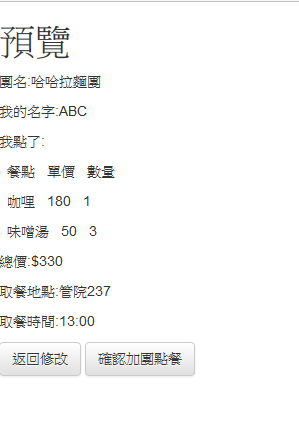 預覽
團名:哈哈拉麵團
我的名字:ABC
我點了:
餐點 單價 數量
咖哩 180 1
味噌湯 50 3
總價:$330
取餐地點:管院237
取餐時間:13:00
返回修改 確認加團點餐